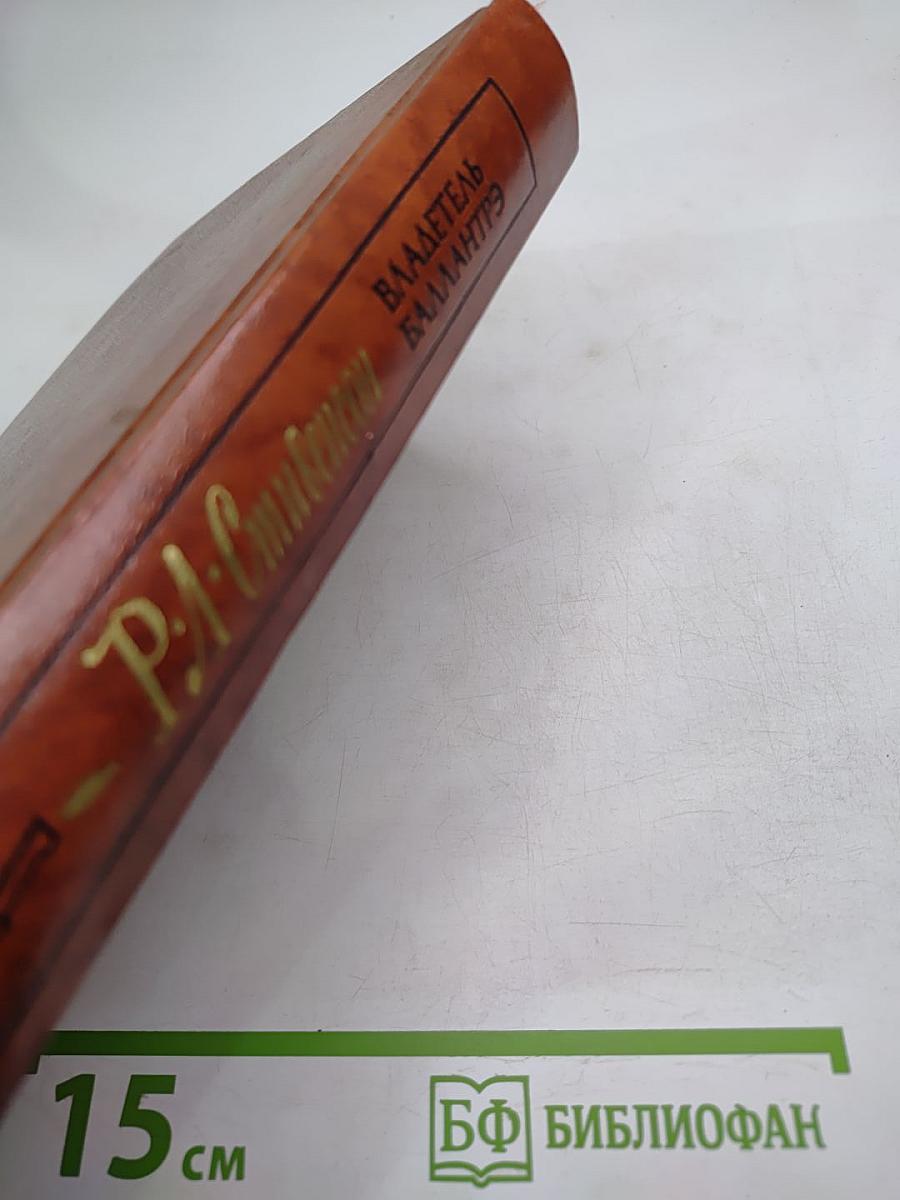 Р.Л.Стивенсон
ВЛАДЕТЕЛЬ
БАЛЛАНТРЭ
15 см
БФ БИБЛИОФАН